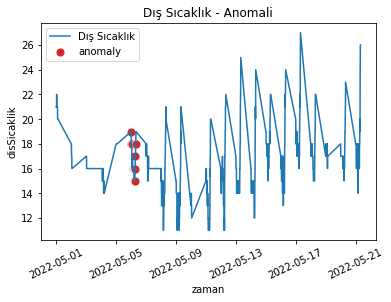 Dış Sıcaklık - Anomali
Dış Sıcaklık
anomaly
26
24
22
20
18
16
14
12
disSicaklik
2022-05-01
2022-05-05
2022-05-09
2022-05-13
2022-05-17
2022-05-21
zaman